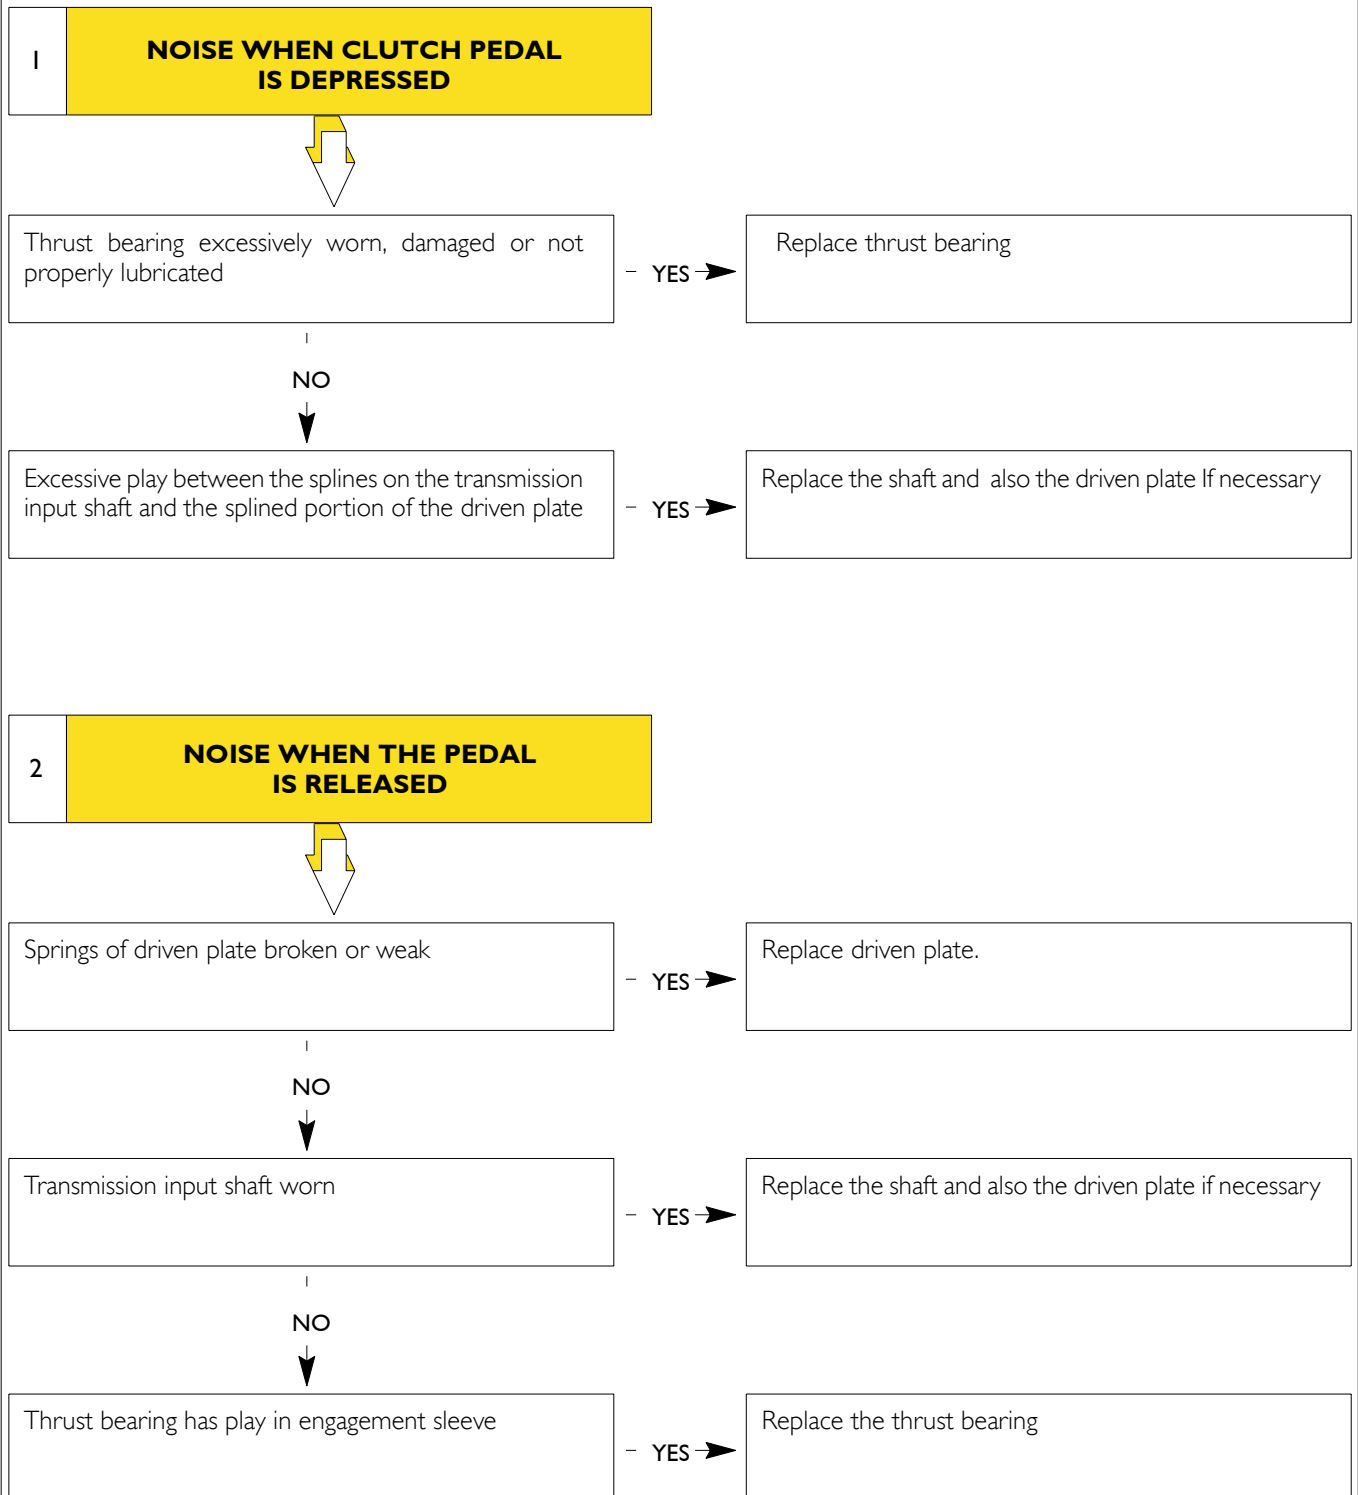 1
NOISE WHEN CLUTCH PEDAL
IS DEPRESSED
Thrust bearing excessively worn, damaged or not
properly lubricated
YES
Replace thrust bearing
NO
Excessive play between the splines on the transmission
input shaft and the splined portion of the driven plate
YES
Replace the shaft and also the driven plate If necessary
2
NOISE WHEN THE PEDAL
IS RELEASED
Springs of driven plate broken or weak
YES
Replace driven plate.
NO
Transmission input shaft worn
YES
Replace the shaft and also the driven plate if necessary
NO
Thrust bearing has play in engagement sleeve
YES
Replace the thrust bearing